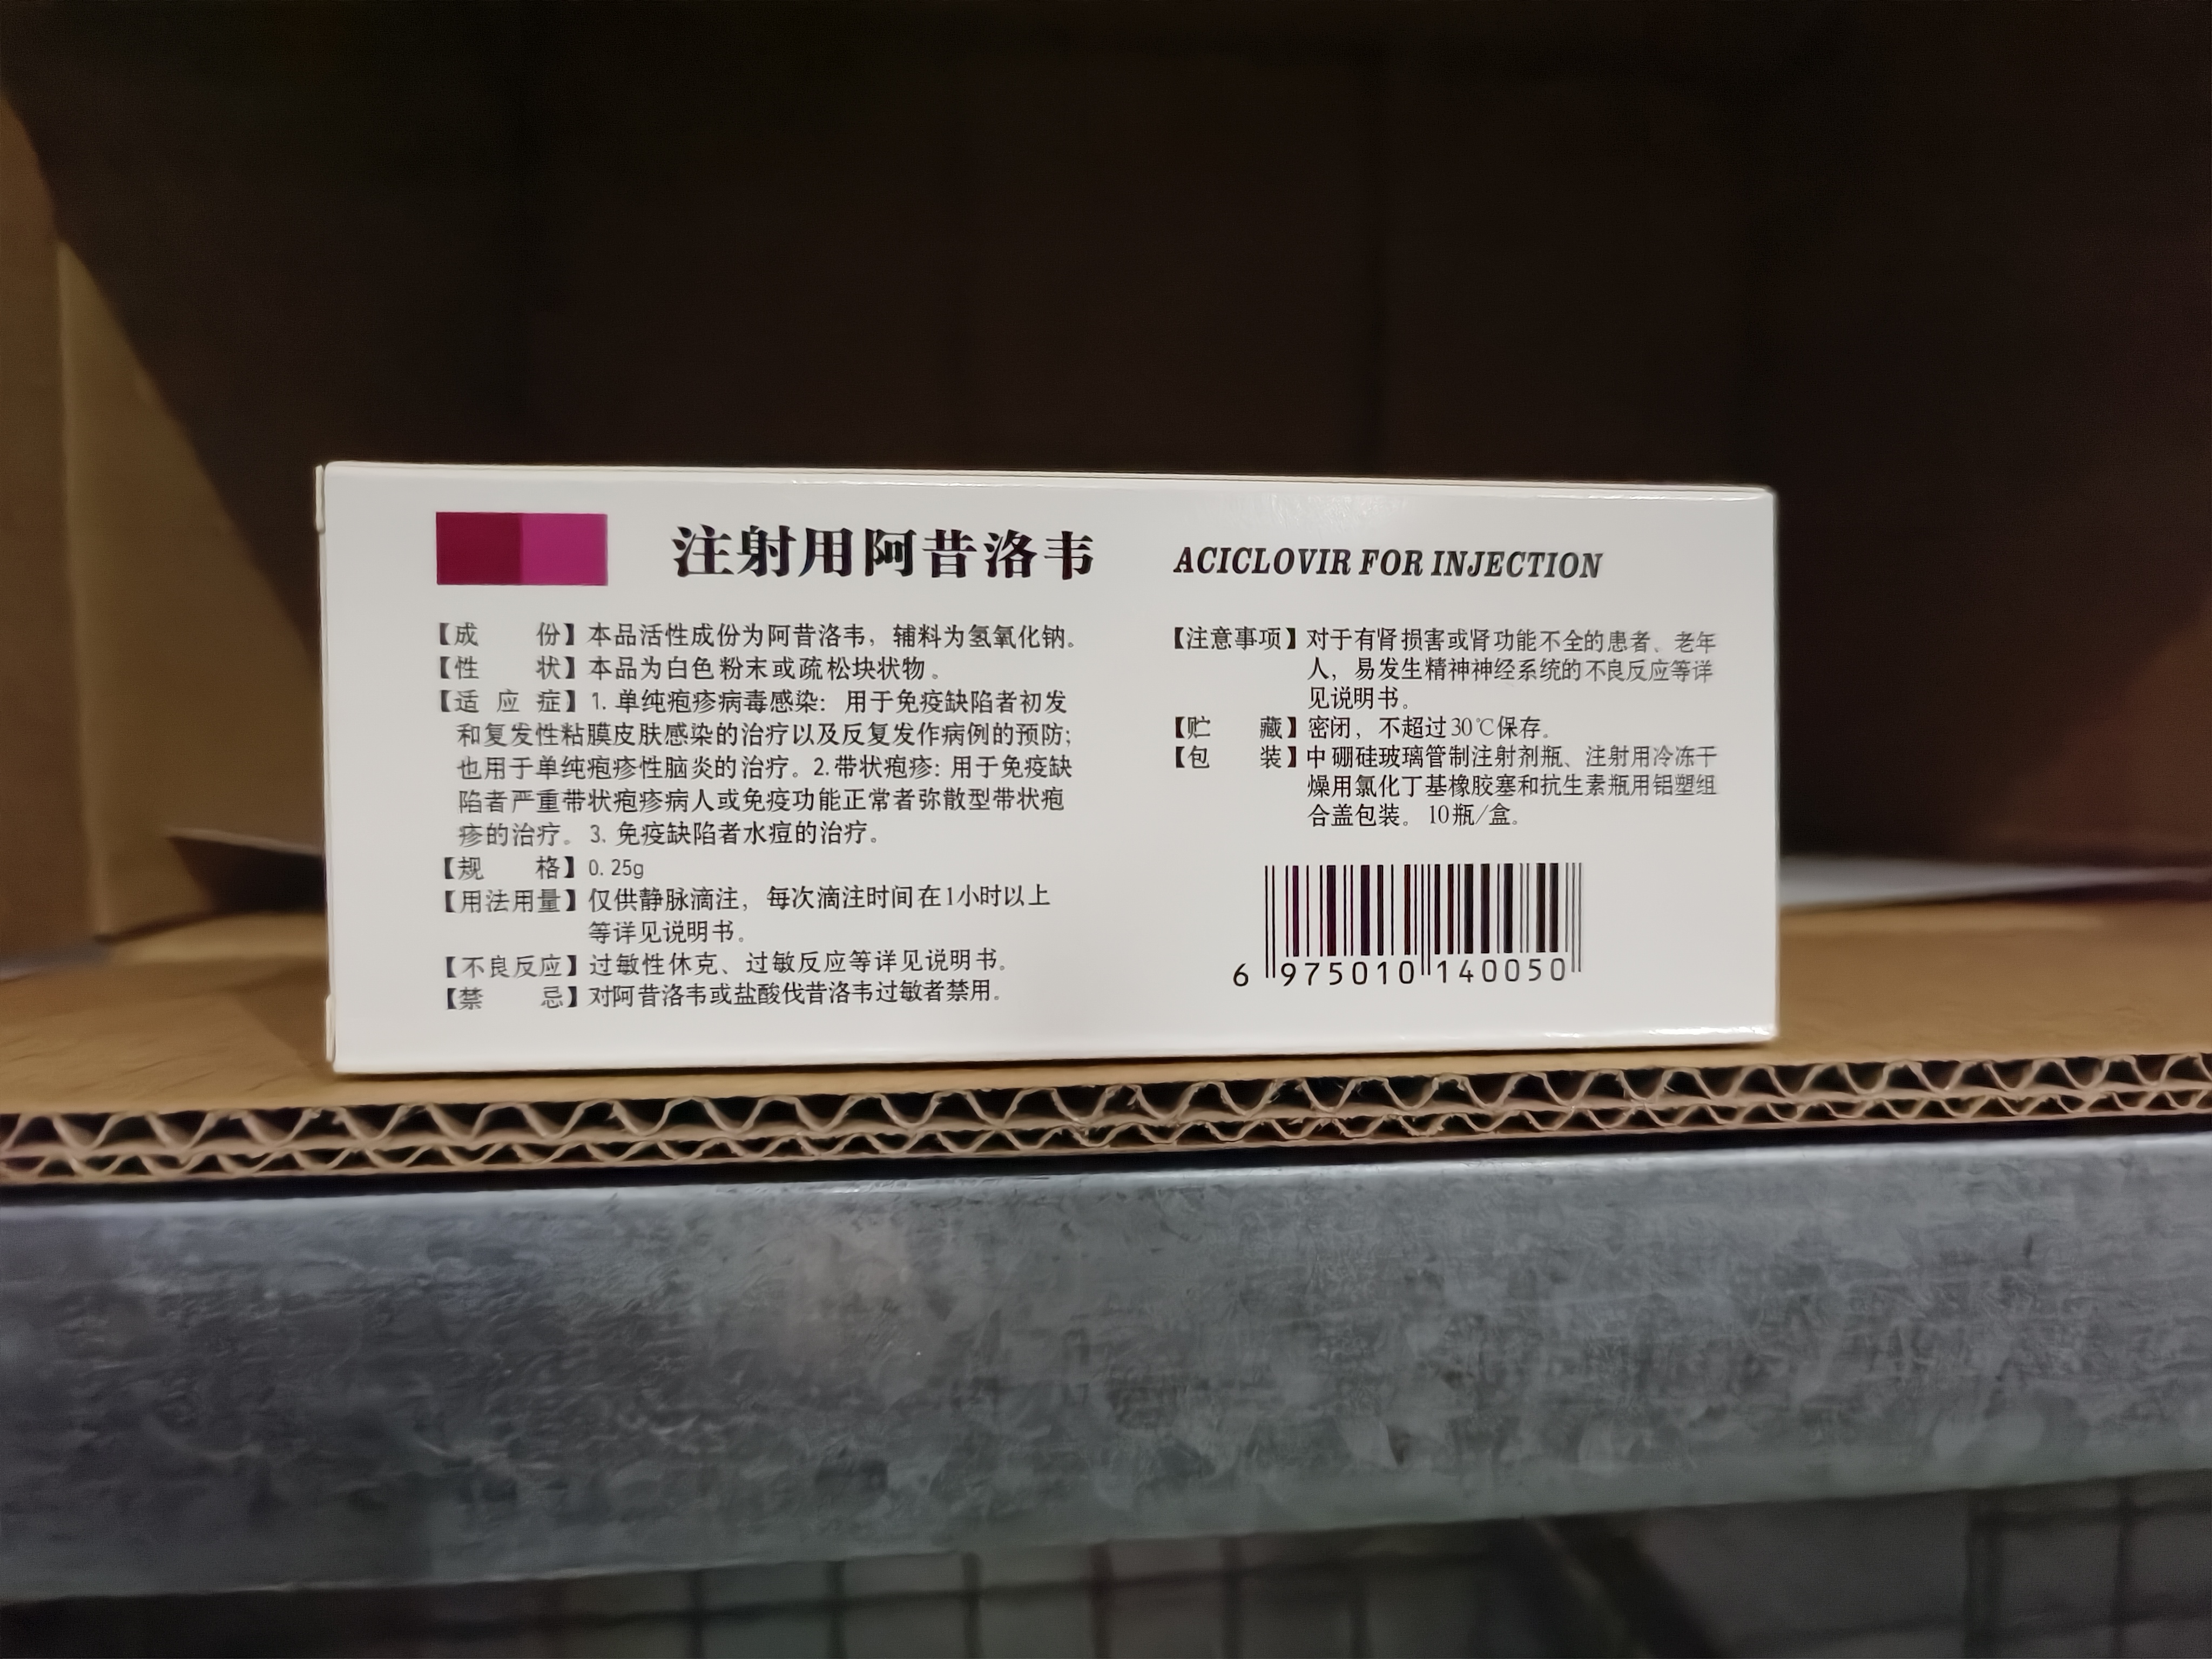 注射用阿昔洛韦
ACICLOVIR FOR INJECTION
【成 份】本品活性成份为阿昔洛韦，辅料为氢氧化钠。
【性 状】本品为白色粉末或疏松块状物。
【适 应 症】1. 单纯疱疹病毒感染：用于免疫缺陷者初发
和复发性粘膜皮肤感染的治疗以及反复发作病例的预防；
也用于单纯疱疹性脑炎的治疗。2. 带状疱疹：用于免疫缺
陷者严重带状疱疹病人或免疫功能正常者弥散型带状疱
疹的治疗。3. 免疫缺陷者水痘的治疗。
【规 格】0.25g
【用法用量】仅供静脉滴注，每次滴注时间在1小时以上
等详见说明书。
【不良反应】过敏性休克、过敏反应等详见说明书。
【禁 忌】对阿昔洛韦或盐酸伐昔洛韦过敏者禁用。
【注意事项】对于有肾损害或肾功能不全的患者、老年
人，易发生精神神经系统的不良反应等详
见说明书。
【贮 藏】密闭，不超过30℃保存。
【包 装】中硼硅玻璃管制注射剂瓶、注射用冷冻干
燥用氯化丁基橡胶塞和抗生素瓶用铝塑组
合盖包装。10瓶/盒。
6 975010 140050